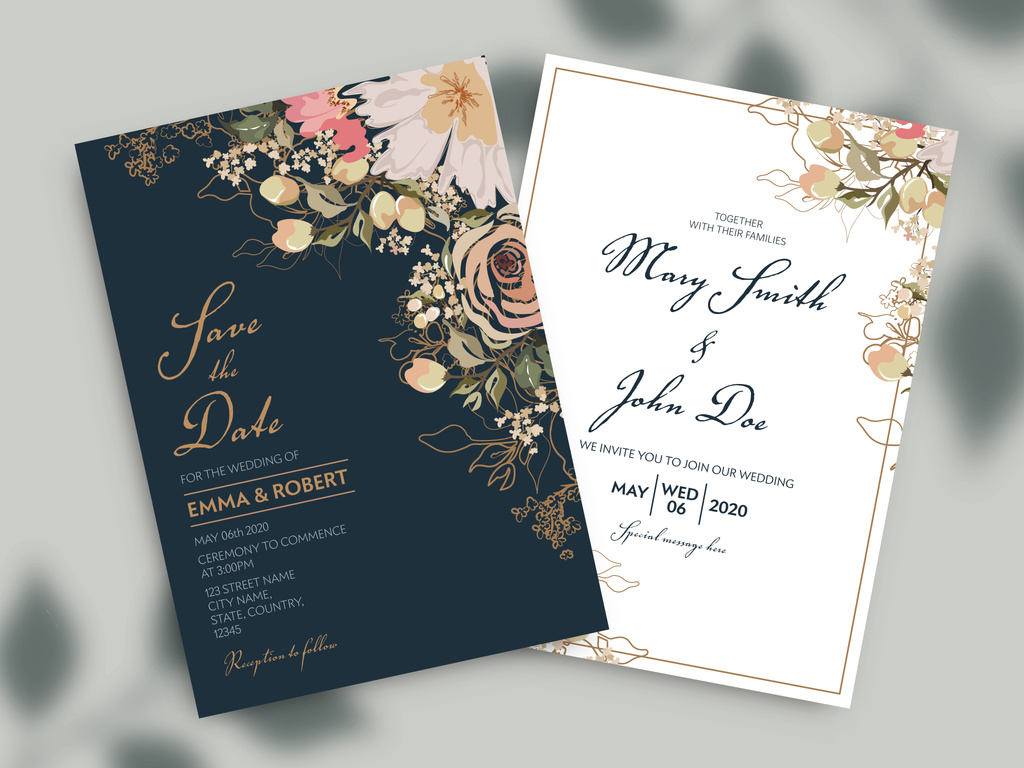 Save
the
Date
FOR THE WEDDING OF
EMMA & ROBERT
MAY 06th 2020
CEREMONY TO COMMENCE
AT 3:00PM
123 STREET NAME
CITY NAME,
STATE, COUNTRY,
12345
Reception to follow
TOGETHER
WITH THEIR FAMILIES
Mary Smith
&
John Doe
WE INVITE YOU TO JOIN OUR WEDDING
MAY WED 2020
06
Special message here